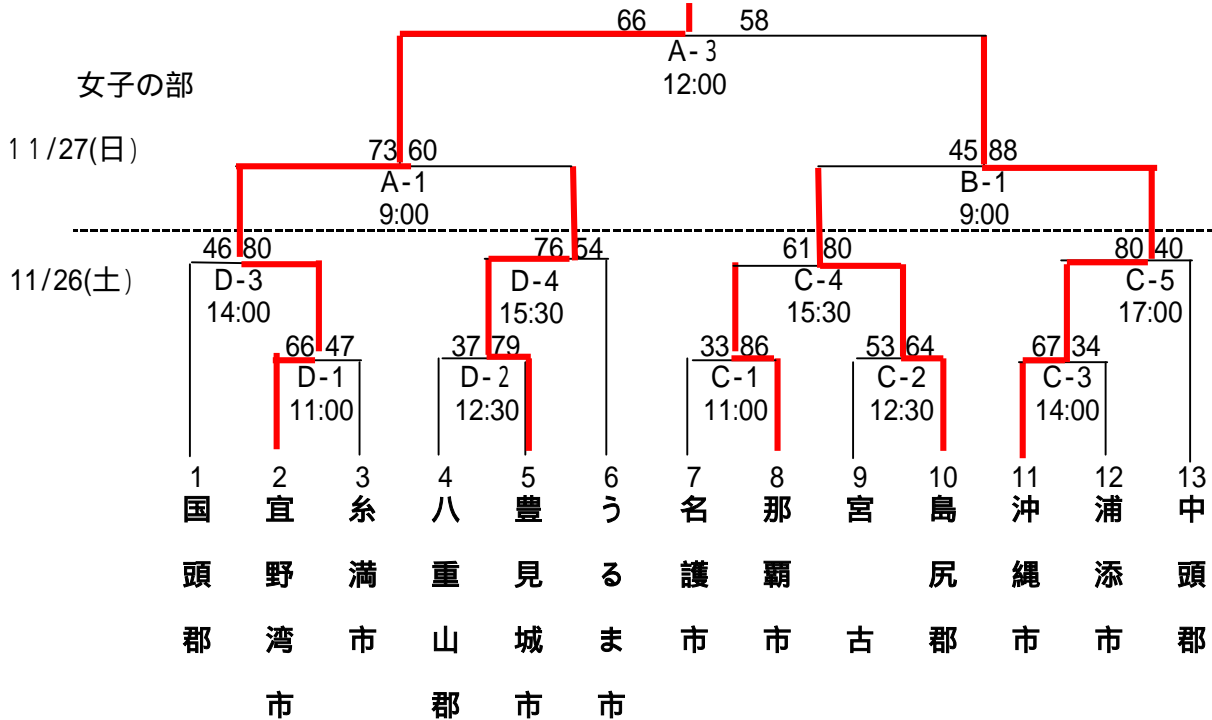 66 58
A-3
12:00
女子の部
11/27(日)
73 60
A-1
9:00
45 88
B-1
9:00
11/26(土)
46 80
D-3
14:00
76 54
D-4
15:30
61 80
C-4
15:30
80 40
C-5
17:00
66 47
D-1
11:00
37 79
D-2
12:30
33 86
C-1
11:00
53 64
C-2
12:30
67 34
C-3
14:00
1 2 3 4 5 6 7 8 9 10 11 12 13
国頭郡
宜野湾市
糸満市
八重山郡
豊見城市
うるま市
名護市
那覇市
宮古
島尻郡
沖縄市
浦添市
中頭郡